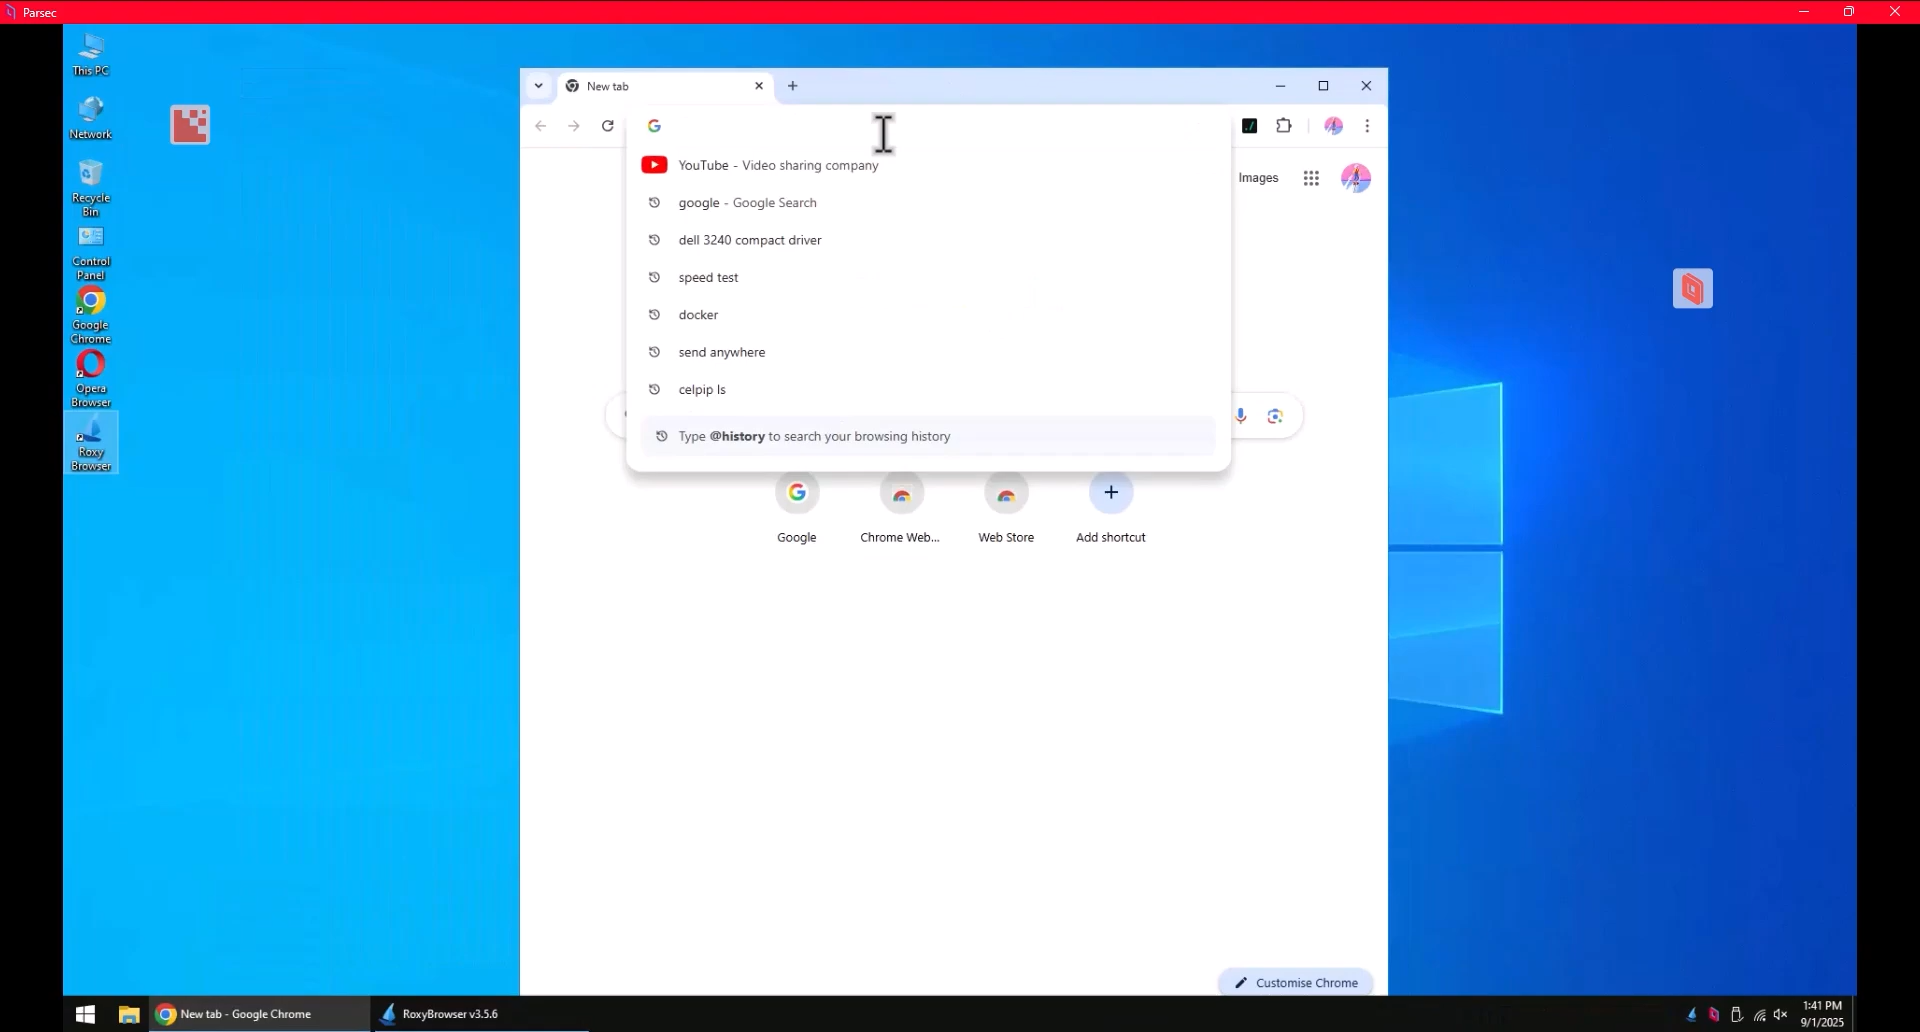 Parsec
This PC
Network
Recycle
Bin
Control
Panel
Google
Chrome
Opera
Browser
Roxy
Browser
New tab
YouTube - Video sharing company
google - Google Search
dell 3240 compact driver
speed test
docker
send anywhere
celpip ls
Type @history to search your browsing history
Images
Google
Chrome Web...
Web Store
Add shortcut
Customise Chrome
New tab - Google Chrome
RoxyBrowser v3.5.6
1:41 PM
9/1/2025